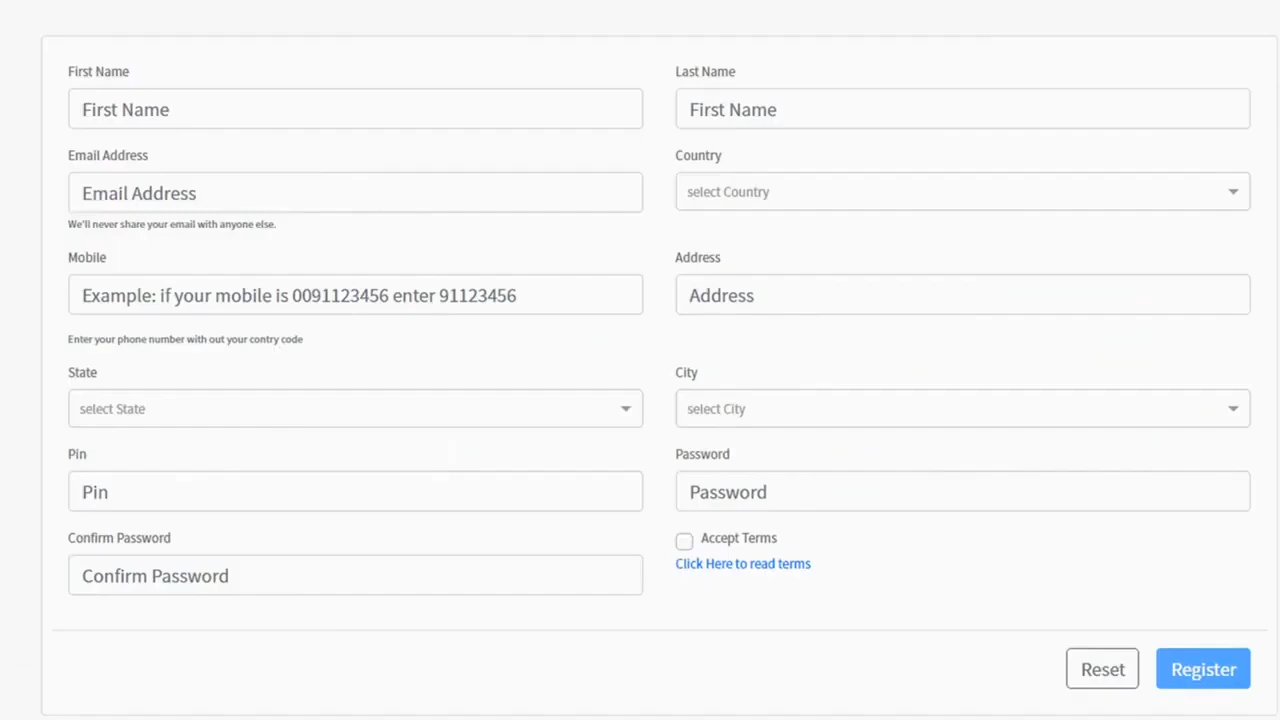 First Name
Last Name
First Name
First Name
Email Address
Country
Email Address
select Country
We'll never share your email with anyone else.
Mobile
Address
Example: if your mobile is 0091123456 enter 91123456
Address
Enter your phone number with out your contry code
State
City
select State
select City
Pin
Password
Pin
Password
Confirm Password
Accept Terms
Click Here to read terms
Confirm Password
Reset
Register